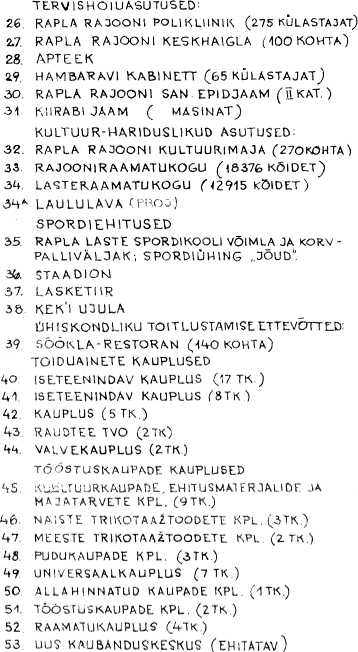 TERVISHOIUASUTUSED:
26. RAPLA RAJOONI POLIKLIINIK (275 KÜLASTAJAT)
27. RAPLA RAJOONI KESKHAIGLA (100 KOHTA)
28. APTEEK
29. HAMBARAVI KABINETT (65 KÜLASTAJAT)
30. RAPLA RAJOONI SAN. EPIDJAAM (II KAT.)
31. KIIRABI JAAM ( MASINAT)
KULTUUR-HARIDUSLIKUD ASUTUSED:
32. RAPLA RAJOONI KULTUURIMAJA (270 KOHTA)
33. RAJOONIRAAMATUKOGU (18376 KÖIDET)
34. LASTERAAMATUKOGU (12915 KÖIDET)
34A LAULULAVA (PROJ)
SPORDIEHITUSED
35. RAPLA LASTE SPORDIKOOLI VÕIMLA JA KORV-
PALLIVÄLJAK; SPORDIÜHING „JÕUD".
36. STAADION
37. LASKETIIR
38. KEK'I UJULA
ÜHISKONDLIKU TOITLUSTAMISE ETTEVÕTTED:
39. SÖÖKLA-RESTORAN (140 KOHTA)
TOIDUAINETE KAUPLUSED
40. ISETEENINDAV KAUPLUS (17 TK.)
41. ISETEENINDAV KAUPLUS (8 TK.)
42. KAUPLUS (5 TK.)
43. RAUDTEE TVO (2 TK)
44. VALVEKAUPLUS (2 TK.)
TÖÖSTUSKAUPADE KAUPLUSED
45. KULTUURKAUPADE, EHITUSMATERJALIDE JA
MAJATARVETE KPL. (9 TK.)
46. NAISTE TRIKOTAAŽTOODETE KPL. (3 TK.)
47. MEESTE TRIKOTAAŽTOODETE KPL. (2 TK.)
48. PUDUKAUPADE KPL. (3 TK.)
49. UNIVERSAALKAUPLUS (7 TK.)
50. ALLAHINNATUD KAUPADE KPL. (1 TK.)
51. TÖÖSTUSKAUPADE KPL. (2 TK.)
52. RAAMATUKAUPLUS (4 TK.)
53. UUS KAUBANDUSKESKUS (EHITATAV)